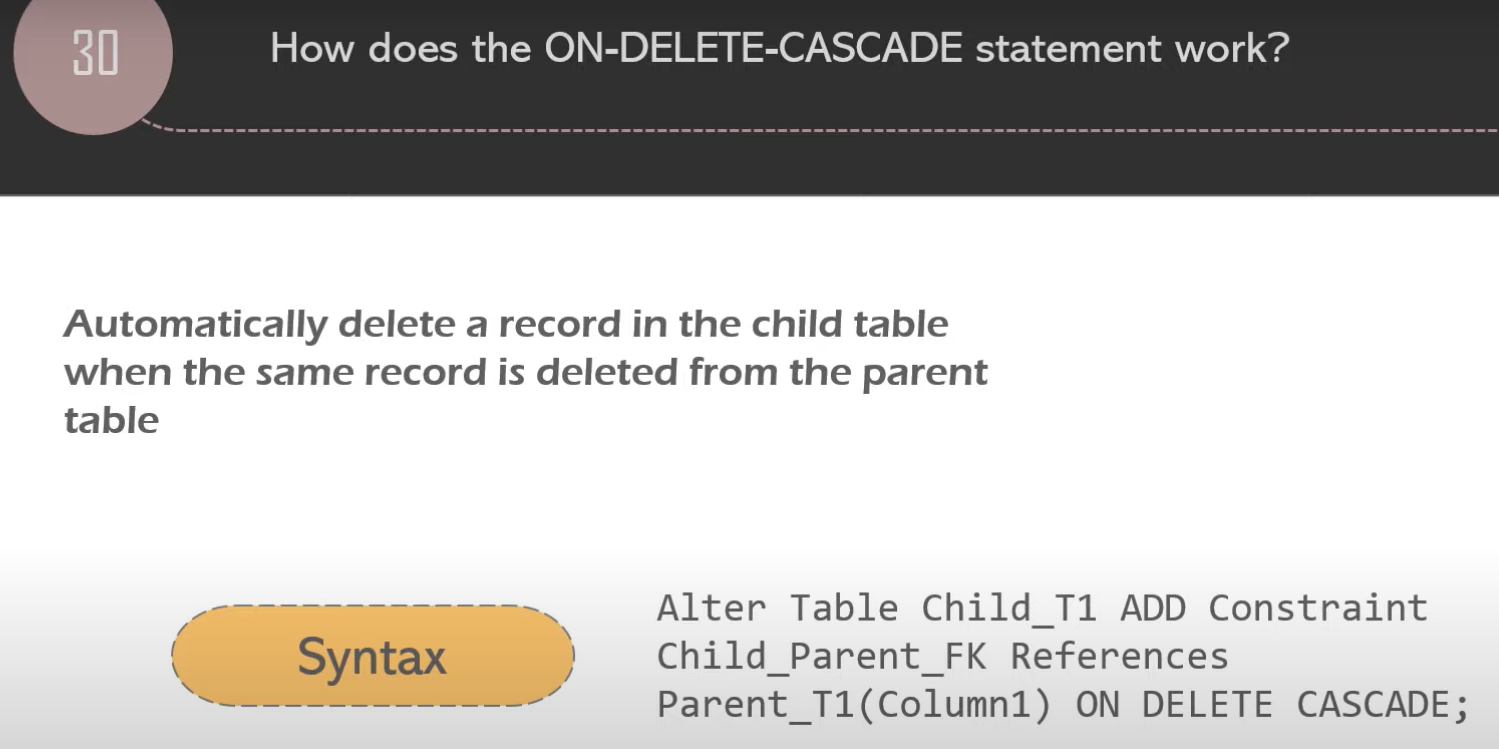 30
How does the ON-DELETE-CASCADE statement work?
Automatically delete a record in the child table
when the same record is deleted from the parent
table
Syntax
Alter Table Child_T1 ADD Constraint
Child_Parent_FK References
Parent_T1(Column1) ON DELETE CASCADE;